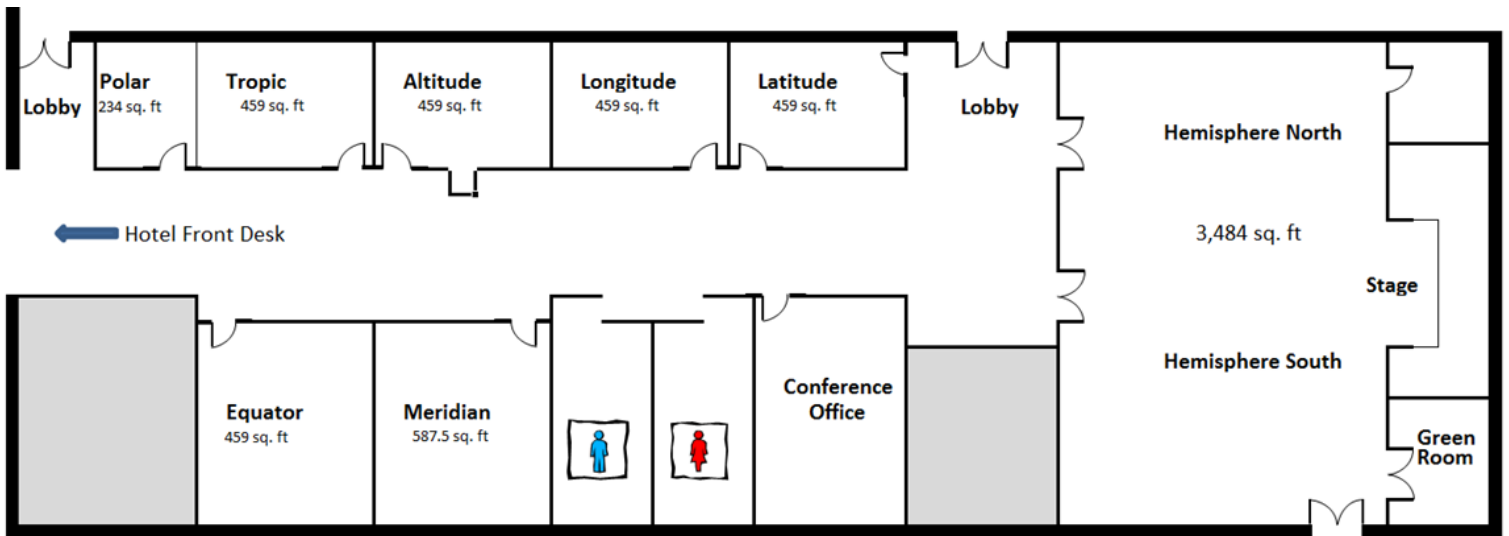 Polar
234 sq. ft
Tropic
459 sq. ft
Altitude
459 sq. ft
Longitude
459 sq. ft
Latitude
459 sq. ft
Lobby
Lobby
Hemisphere North
Hotel Front Desk
3,484 sq. ft
Stage
Hemisphere South
Equator
459 sq. ft
Meridian
587.5 sq. ft
Conference
Office
Green
Room